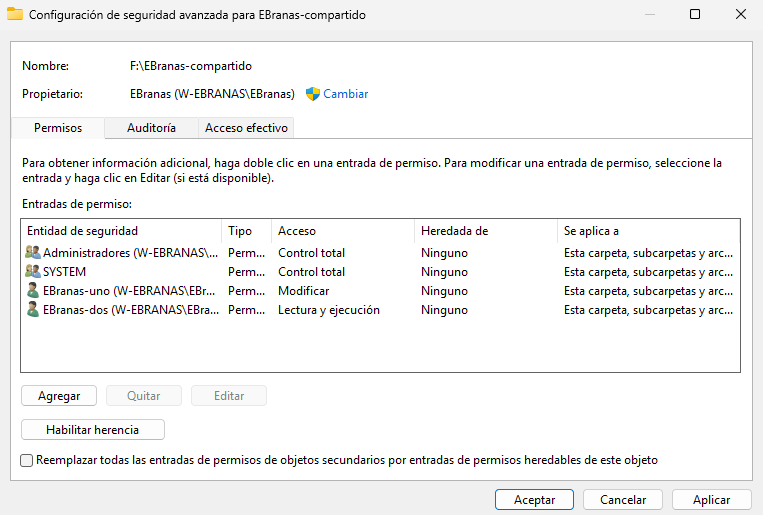 Configuración de seguridad avanzada para EBranas-compartido
Nombre: F:\EBranas-compartido
Propietario: EBranas (W-EBRANAS\EBranas) Cambiar
Permisos Auditoría Acceso efectivo
Para obtener información adicional, haga doble clic en una entrada de permiso. Para modificar una entrada de permiso, seleccione la
entrada y haga clic en Editar (si está disponible).
Entradas de permiso:
Entidad de seguridad Tipo Acceso Heredada de Se aplica a
Administradores (W-EBRANAS\... Perm... Control total Ninguno Esta carpeta, subcarpetas y arc...
SYSTEM Perm... Control total Ninguno Esta carpeta, subcarpetas y arc...
EBranas-uno (W-EBRANAS\EBr... Perm... Modificar Ninguno Esta carpeta, subcarpetas y arc...
EBranas-dos (W-EBRANAS\EBra... Perm... Lectura y ejecución Ninguno Esta carpeta, subcarpetas y arc...
Agregar Quitar Editar
Habilitar herencia
Reemplazar todas las entradas de permisos de objetos secundarios por entradas de permisos heredables de este objeto
Aceptar Cancelar Aplicar